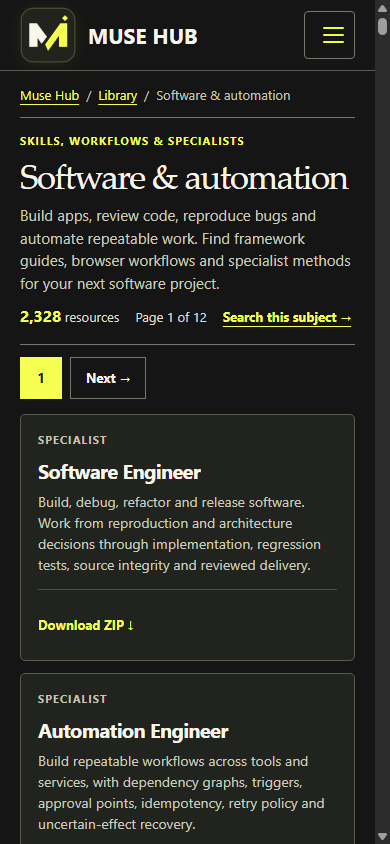 MUSE HUB
Muse Hub / Library / Software & automation
SKILLS, WORKFLOWS & SPECIALISTS
Software & automation
Build apps, review code, reproduce bugs and
automate repeatable work. Find framework
guides, browser workflows and specialist methods
for your next software project.
2,328 resources Page 1 of 12 Search this subject →
1 Next →
SPECIALIST
Software Engineer
Build, debug, refactor and release software.
Work from reproduction and architecture
decisions through implementation, regression
tests, source integrity and reviewed delivery.
Download ZIP ↓
SPECIALIST
Automation Engineer
Build repeatable workflows across tools and
services, with dependency graphs, triggers,
approval points, idempotency, retry policy and
uncertain-effect recovery.